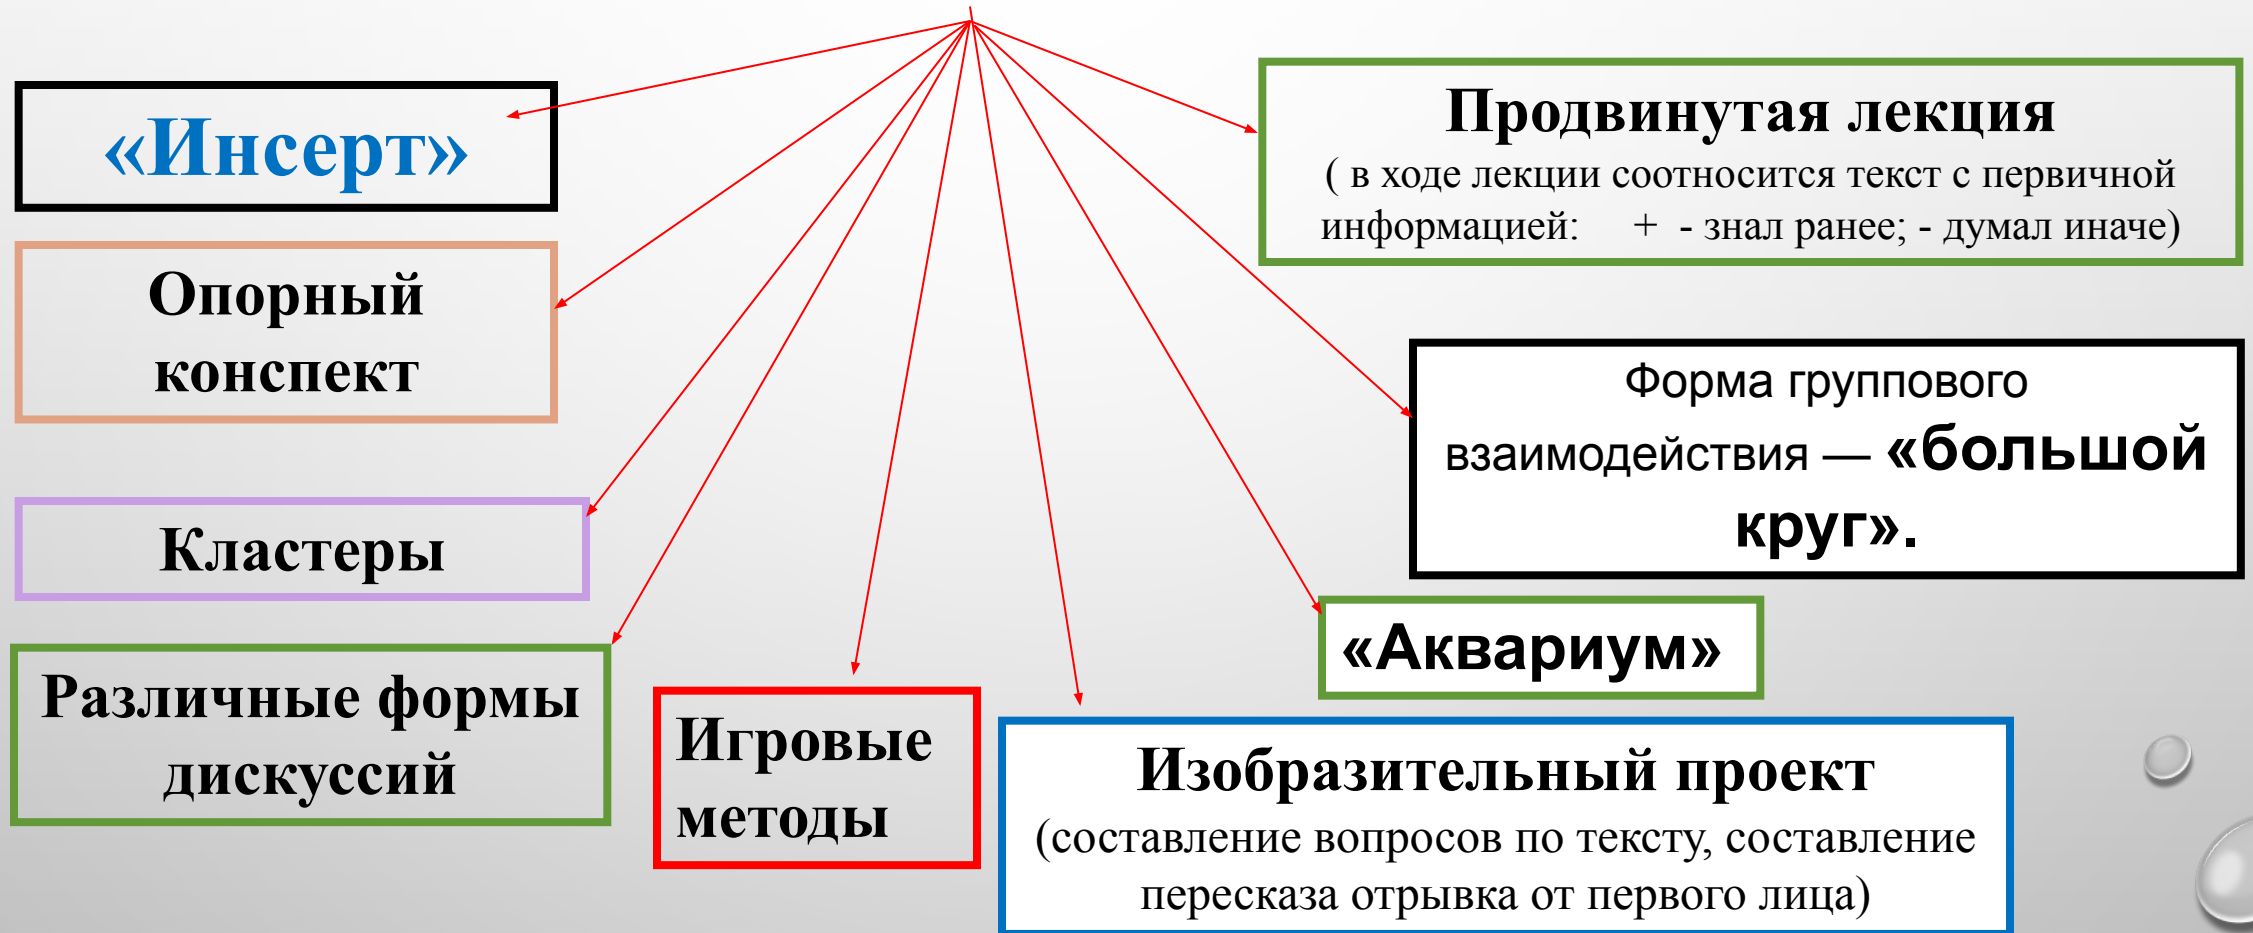 «Инсерт»
Опорный
конспект
Кластеры
Различные формы
дискуссий
Игровые
методы
Изобразительный проект
(составление вопросов по тексту, составление
пересказа отрывка от первого лица)
«Аквариум»
Форма группового
взаимодействия — «большой
круг».
Продвинутая лекция
( в ходе лекции соотносится текст с первичной
информацией: + - знал ранее; - думал иначе)